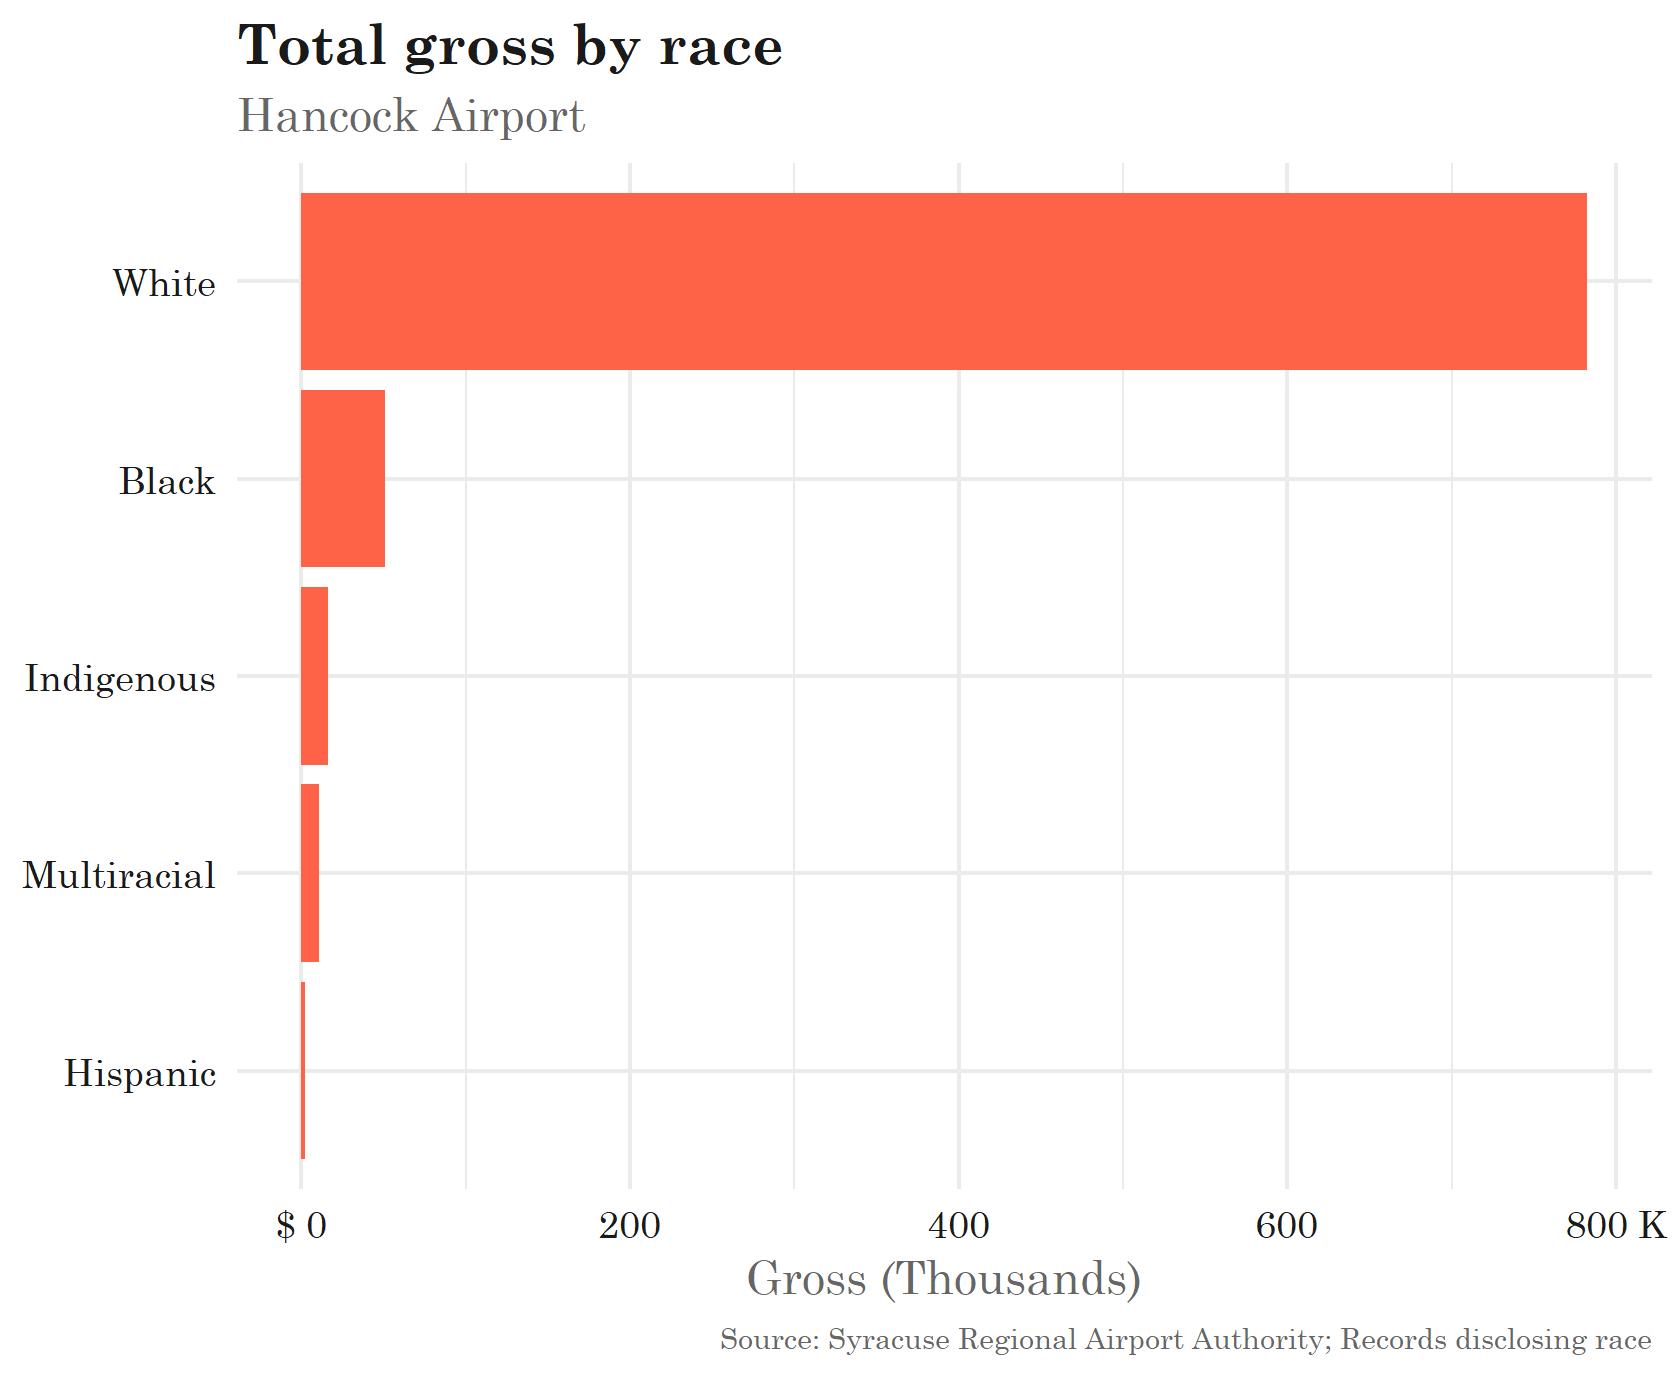 Total gross by race
Hancock Airport
White
Black
Indigenous
Multiracial
Hispanic
$ 0 200 400 600 800 K
Gross (Thousands)
Source: Syracuse Regional Airport Authority; Records disclosing race